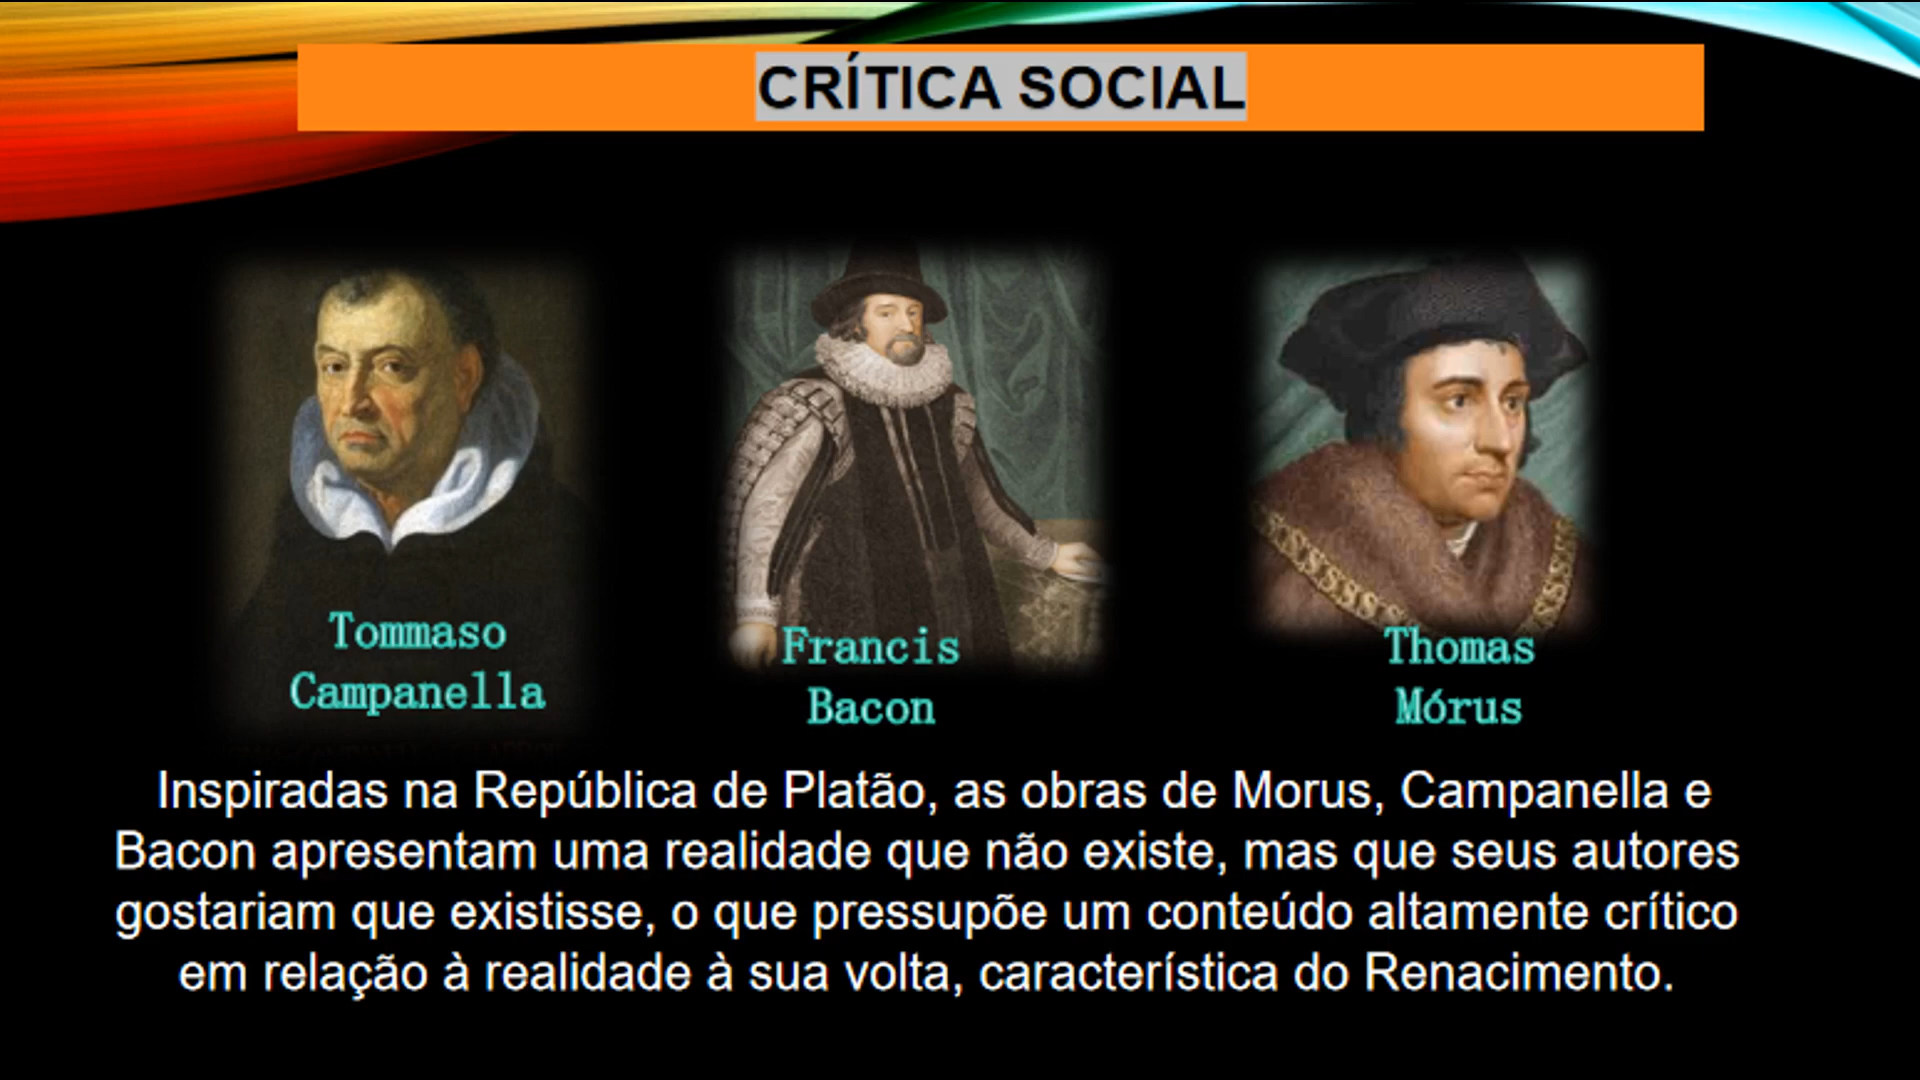 CRÍTICA SOCIAL
Tommaso
Campanella
Francis
Bacon
Thomas
Mórus
Inspiradas na República de Platão, as obras de Morus, Campanella e
Bacon apresentam uma realidade que não existe, mas que seus autores
gostariam que existisse, o que pressupõe um conteúdo altamente crítico
em relação à realidade à sua volta, característica do Renacimento.